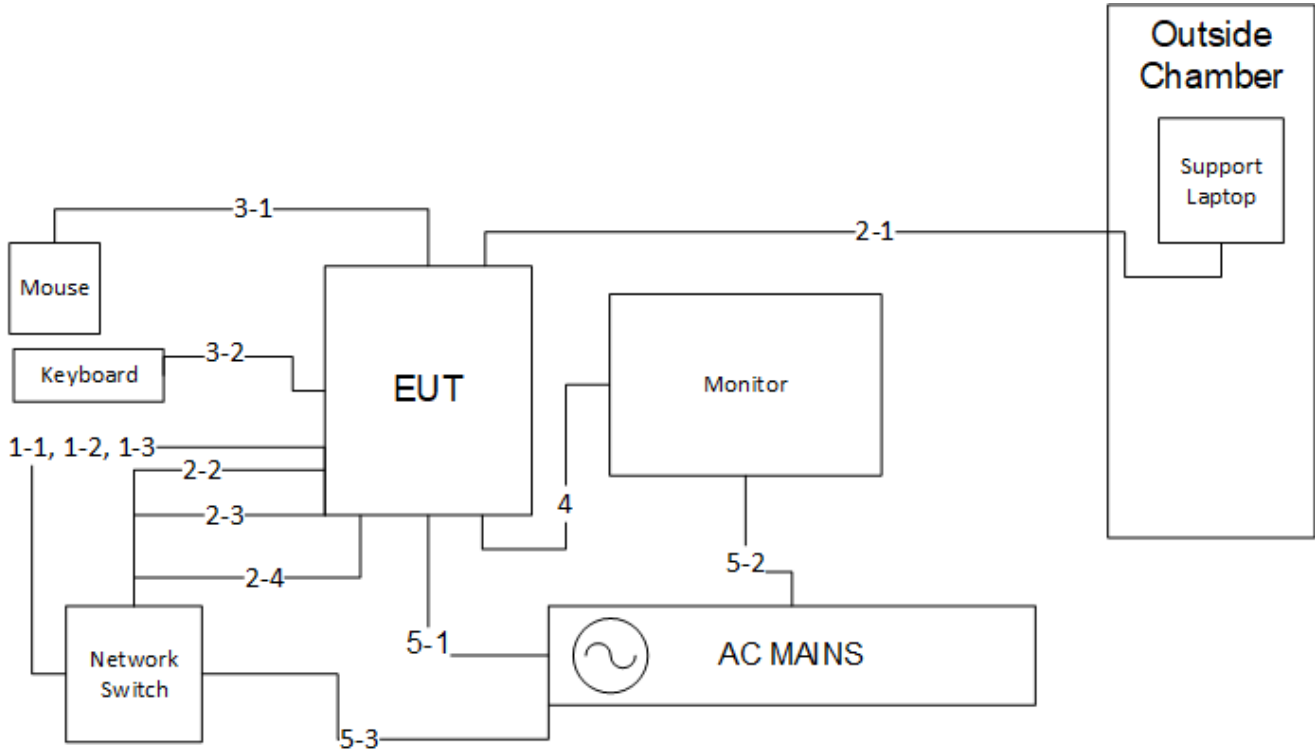 Outside
Chamber
Support
Laptop
3-1
2-1
Mouse
3-2
Keyboard
EUT
Monitor
1-1, 1-2, 1-3
2-2
4
2-3
5-2
2-4
5-1
AC MAINS
Network
Switch
5-3